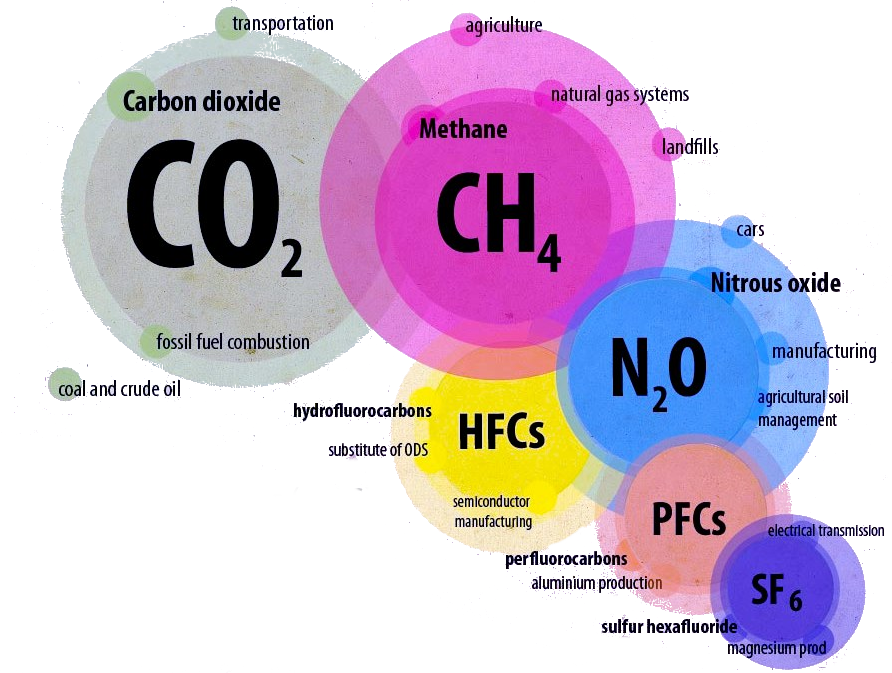 transportation
Carbon dioxide
CO2
fossil fuel combustion
coal and crude oil
agriculture
natural gas systems
Methane
landfills
CH4
cars
Nitrous oxide
N2O
manufacturing
agricultural soil
management
hydrofluorocarbons
HFCs
substitute of ODS
semiconductor
manufacturing
PFCs
perfluorocarbons
aluminium production
electrical transmission
SF6
sulfur hexafluoride
magnesium prod